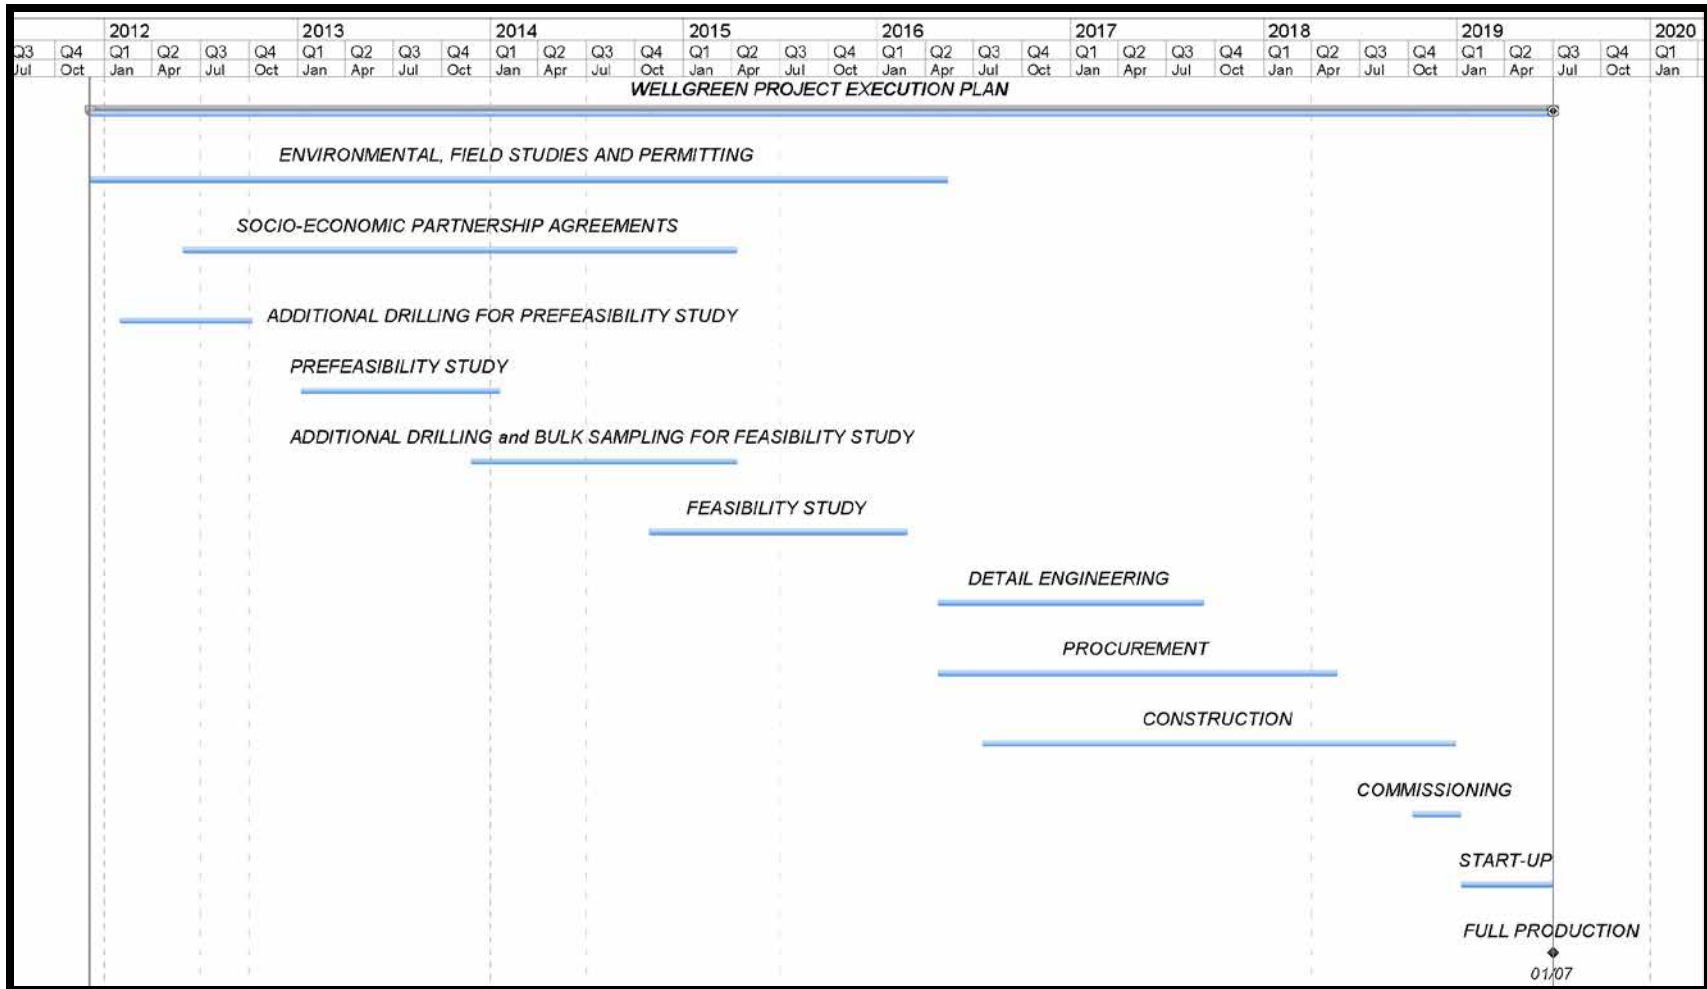 2012 2013 2014 2015 2016 2017 2018 2019 2020
Q3 Q4 Q1 Q2 Q3 Q4 Q1 Q2 Q3 Q4 Q1 Q2 Q3 Q4 Q1 Q2 Q3 Q4 Q1 Q2 Q3 Q4 Q1 Q2 Q3 Q4 Q1 Q2 Q3 Q4 Q1 Q2 Q3 Q4 Q1
Jul Oct Jan Apr Jul Oct Jan Apr Jul Oct Jan Apr Jul Oct Jan Apr Jul Oct Jan Apr Jul Oct Jan Apr Jul Oct Jan Apr Jul Oct Jan Apr Jul Oct Jan
WELLGREEN PROJECT EXECUTION PLAN
ENVIRONMENTAL, FIELD STUDIES AND PERMITTING
SOCIO-ECONOMIC PARTNERSHIP AGREEMENTS
ADDITIONAL DRILLING FOR PREFEASIBILITY STUDY
PREFEASIBILITY STUDY
ADDITIONAL DRILLING and BULK SAMPLING FOR FEASIBILITY STUDY
FEASIBILITY STUDY
DETAIL ENGINEERING
PROCUREMENT
CONSTRUCTION
COMMISSIONING
START-UP
FULL PRODUCTION
01/07